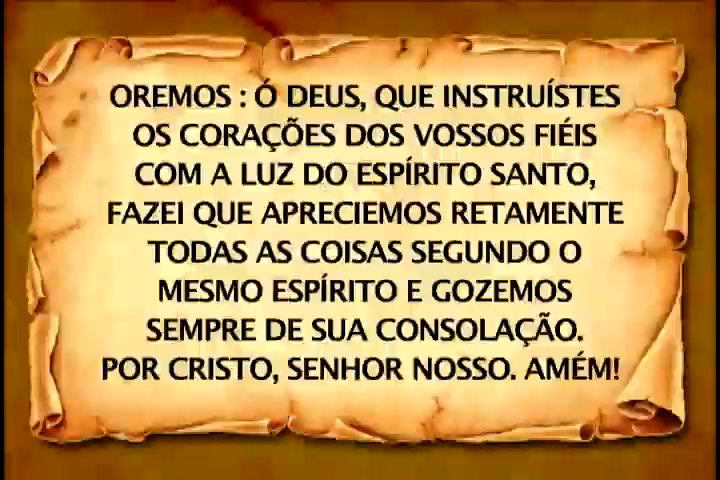 OREMOS : Ó DEUS, QUE INSTRUÍSTES
OS CORAÇÕES DOS VOSSOS FIÉIS
COM A LUZ DO ESPÍRITO SANTO,
FAZEI QUE APRECIEMOS RETAMENTE
TODAS AS COISAS SEGUNDO O
MESMO ESPÍRITO E GOZEMOS
SEMPRE DE SUA CONSOLAÇÃO.
POR CRISTO, SENHOR NOSSO. AMÉM!